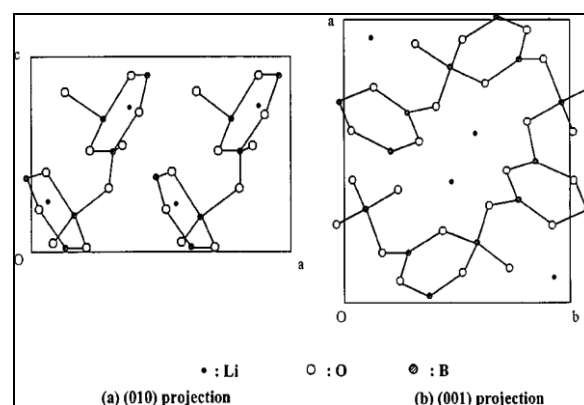 c
a
O
a
O
b
• : Li
○ : O
: B
(a) (010) projection
(b) (001) projection